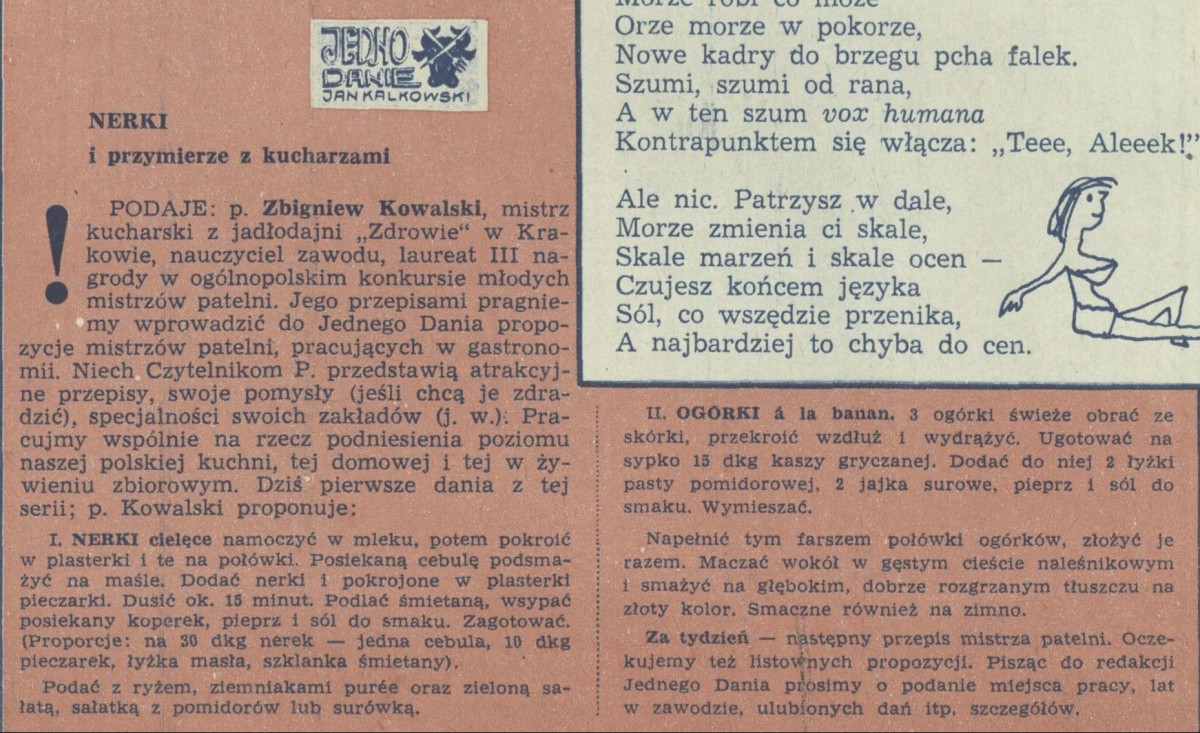 JEDNO
DANIE
JAN KALKOWSKI
NERKI
i przymierze z kucharzami
! PODAJE: p. Zbigniew Kowalski, mistrz
kucharski z jadłodajni „Zdrowie" w Kra-
kowie, nauczyciel zawodu, laureat III na-
grody w ogólnopolskim konkursie młodych
mistrzów patelni. Jego przepisami pragnie-
my wprowadzić do Jednego Dania propo-
zycje mistrzów patelni, pracujących w gastrono-
mii. Niech Czytelnikom P. przedstawią atrakcyj-
ne przepisy, swoje pomysły (jeśli chcą je zdra-
dzić), specjalności swoich zakładów (j. w.). Pra-
cujmy wspólnie na rzecz podniesienia poziomu
naszej polskiej kuchni, tej domowej i tej w ży-
wieniu zbiorowym. Dziś pierwsze dania z tej
serii; p. Kowalski proponuje:
I. NERKI cielęce namoczyć w mleku, potem pokroić
w plasterki i te na połówki. Posiekaną cebulę podsma-
żyć na maśle. Dodać nerki i pokrojone w plasterki
pieczarki. Dusić ok. 15 minut. Podlać śmietaną, wsypać
posiekany koperek, pieprz i sól do smaku. Zagotować.
(Proporcje: na 30 dkg nerek — jedna cebula, 10 dkg
pieczarek, łyżka masła, szklanka śmietany).
Podać z ryżem, ziemniakami purée oraz zieloną sa-
łatą, sałatką z pomidorów lub surówką.
Morze robi co może
Orze morze w pokorze,
Nowe kadry do brzegu pcha falek.
Szumi, szumi od rana,
A w ten szum vox humana
Kontrapunktem się włącza: „Teee, Aleeek!"
Ale nic. Patrzysz w dale,
Morze zmienia ci skale,
Skale marzeń i skale ocen —
Czujesz końcem języka
Sól, co wszędzie przenika,
A najbardziej to chyba do cen.
II. OGÓRKI á la banan. 3 ogórki świeże obrać ze
skórki, przekroić wzdłuż i wydrążyć. Ugotować na
sypko 15 dkg kaszy gryczanej. Dodać do niej 2 łyżki
pasty pomidorowej, 2 jajka surowe, pieprz i sól do
smaku. Wymieszać.
Napełnić tym farszem połówki ogórków, złożyć je
razem. Maczać wokół w gęstym cieście naleśnikowym
i smażyć na głębokim, dobrze rozgrzanym tłuszczu na
złoty kolor. Smaczne również na zimno.
Za tydzień — następny przepis mistrza patelni. Ocze-
kujemy też listownych propozycji. Pisząc do redakcji
Jednego Dania prosimy o podanie miejsca pracy, lat
w zawodzie, ulubionych dań itp. szczegółów.